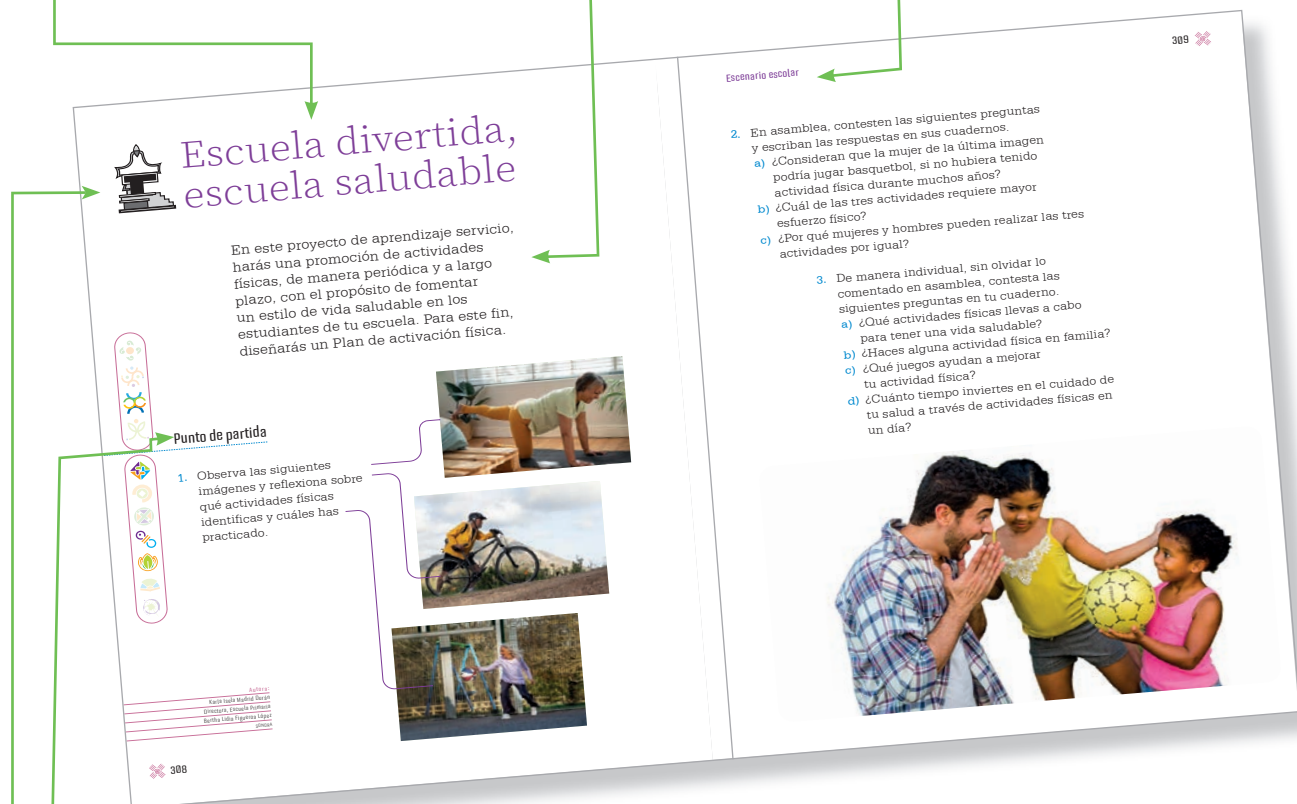 Escuela divertida,
escuela saludable
En este proyecto de aprendizaje servicio,
harás una promoción de actividades
físicas, de manera periódica y a largo
plazo, con el propósito de fomentar
un estilo de vida saludable en los
estudiantes de tu escuela. Para este fin,
diseñarás un Plan de activación física.
Punto de partida
1. Observa las siguientes
imágenes y reflexiona sobre
qué actividades físicas
identificas y cuáles has
practicado.
Autora:
Directora, Escuela Primaria
Bertha Lidia Figueroa López
308
309
Escenario escolar
2. En asamblea, contesten las siguientes preguntas
y escriban las respuestas en sus cuadernos.
a) ¿Consideran que la mujer de la última imagen
podría jugar basquetbol, si no hubiera tenido
actividad física durante muchos años?
b) ¿Cuál de las tres actividades requiere mayor
esfuerzo físico?
c) ¿Por qué mujeres y hombres pueden realizar las tres
actividades por igual?
3. De manera individual, sin olvidar lo
comentado en asamblea, contesta las
siguientes preguntas en tu cuaderno.
a) ¿Qué actividades físicas llevas a cabo
para tener una vida saludable?
b) ¿Haces alguna actividad física en familia?
c) ¿Qué juegos ayudan a mejorar
tu actividad física?
d) ¿Cuánto tiempo inviertes en el cuidado de
tu salud a través de actividades físicas en
un día?